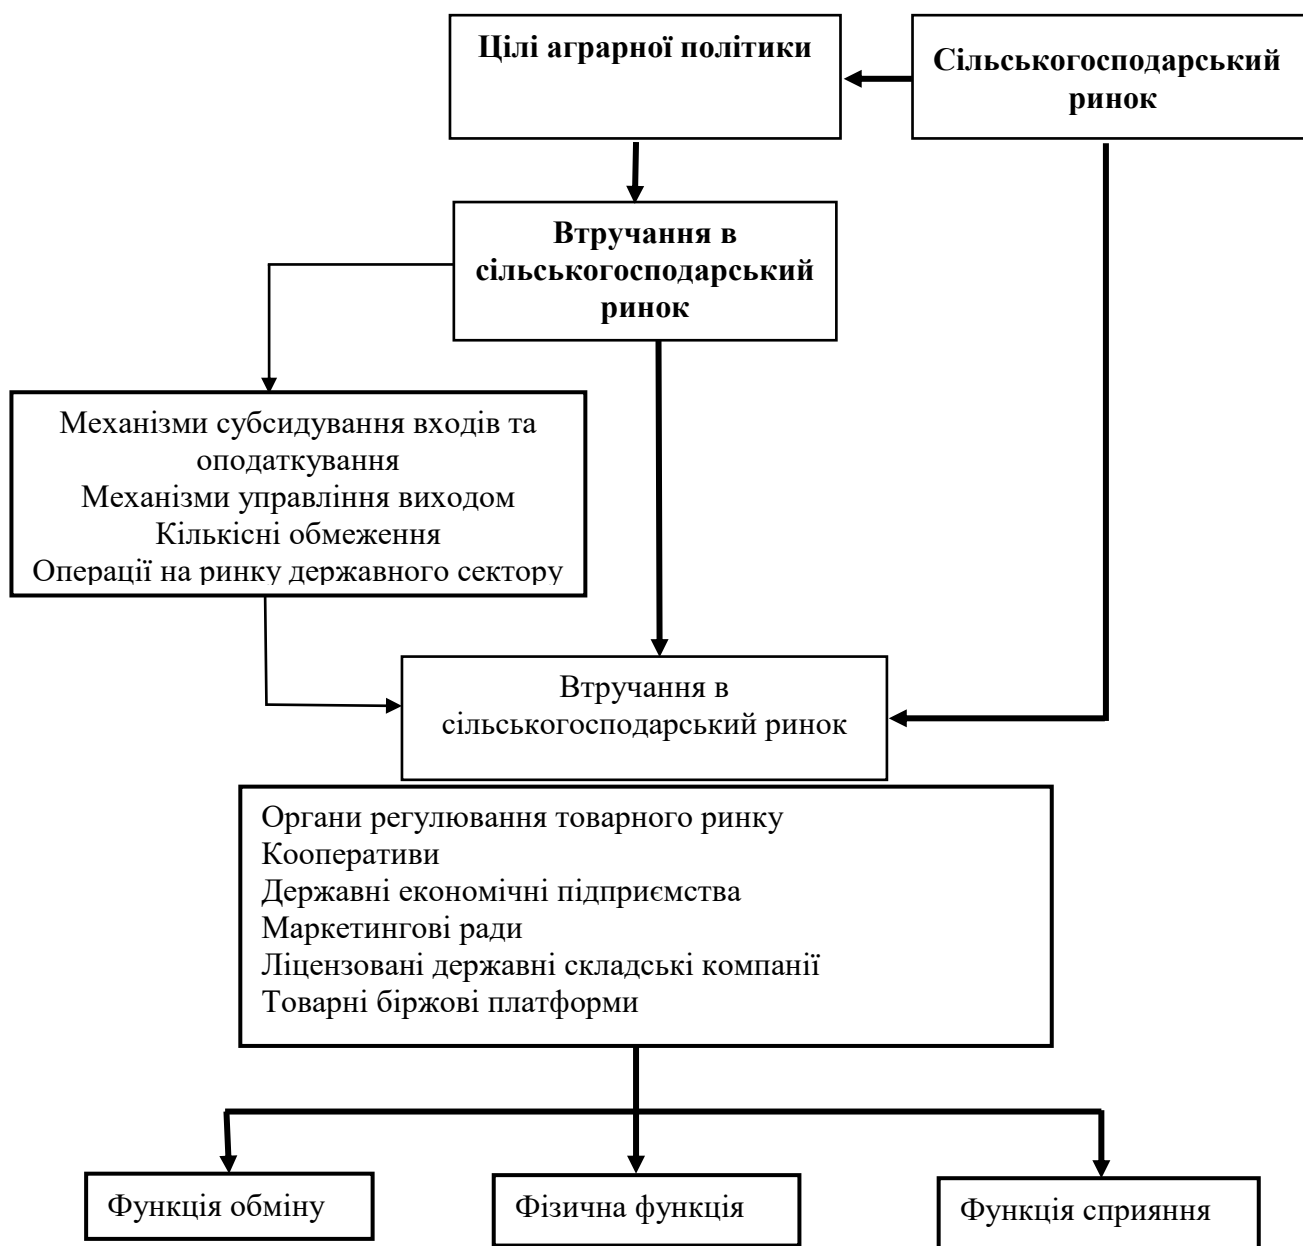 Цілі аграрної політики
Сільськогосподарський
ринок
Втручання в
сільськогосподарський
ринок
Механізми субсидування входів та
оподаткування
Механізми управління виходом
Кількісні обмеження
Операції на ринку державного сектору
Втручання в
сільськогосподарський ринок
Органи регулювання товарного ринку
Кооперативи
Державні економічні підприємства
Маркетингові ради
Ліцензовані державні складські компанії
Товарні біржові платформи
Функція обміну
Фізична функція
Функція сприяння